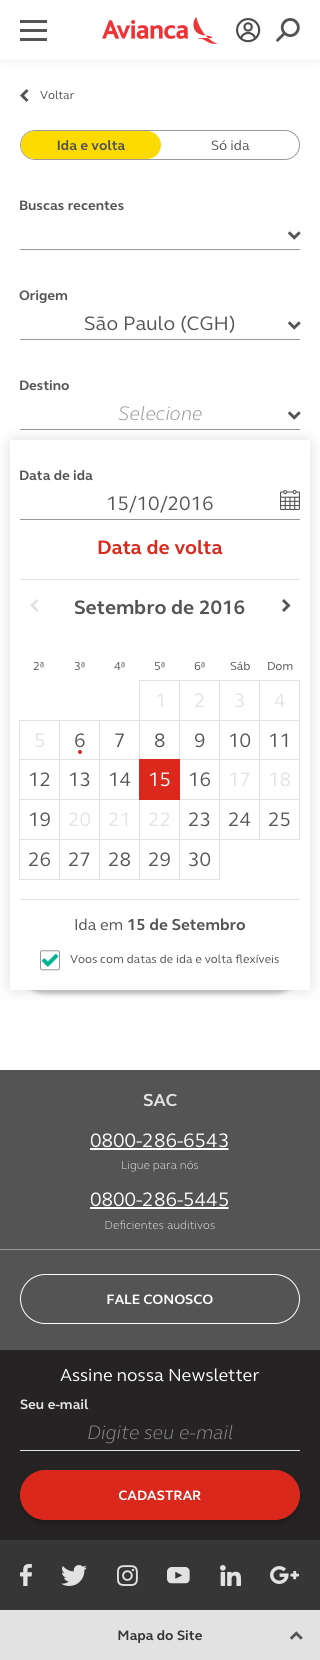 Avianca
Voltar
Ida e volta Só ida
Buscas recentes
Origem
São Paulo (CGH)
Destino
Selecione
Data de ida
15/10/2016
Data de volta
Setembro de 2016
2ª 3ª 4ª 5ª 6ª Sáb Dom
1 2 3 4
5 6 7 8 9 10 11
12 13 14 15 16 17 18
19 20 21 22 23 24 25
26 27 28 29 30
Ida em 15 de Setembro
Voos com datas de ida e volta flexíveis
SAC
0800-286-6543
Ligue para nós
0800-286-5445
Deficientes auditivos
FALE CONOSCO
Assine nossa Newsletter
Seu e-mail
Digite seu e-mail
CADASTRAR
Mapa do Site